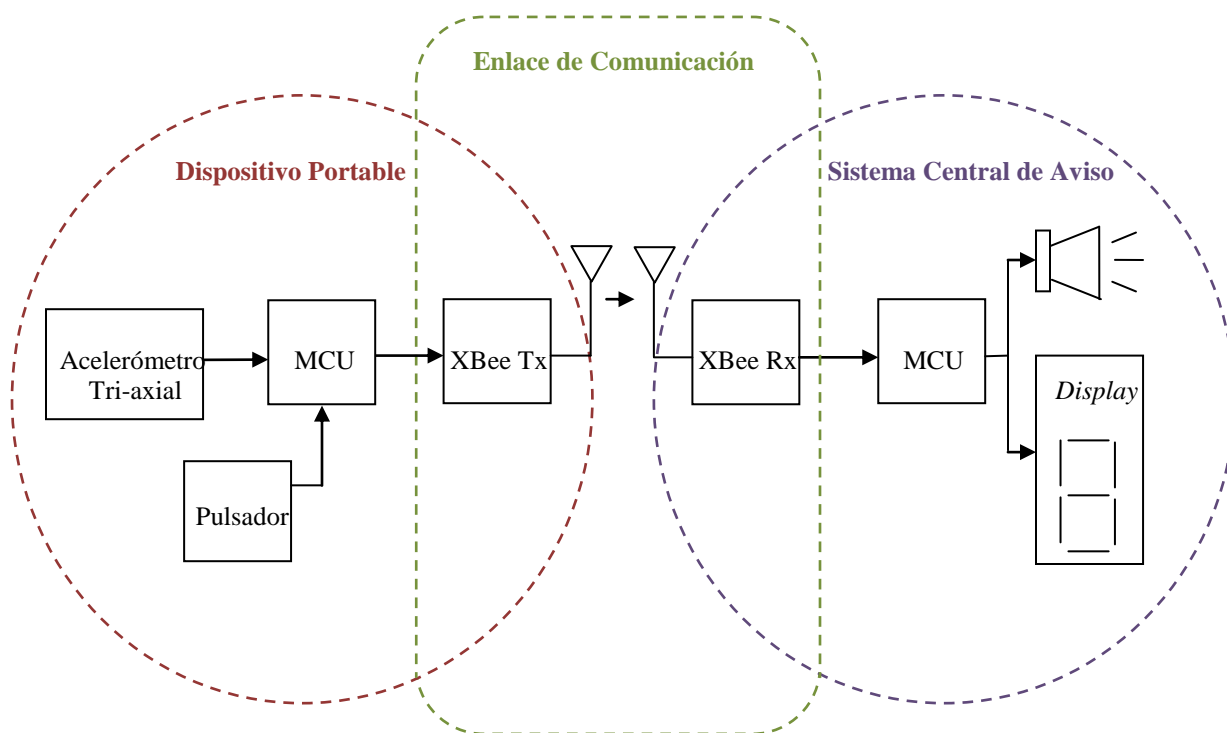 Enlace de Comunicación
Dispositivo Portable
Sistema Central de Aviso
Acelerómetro
Tri-axial
MCU
XBee Tx
XBee Rx
MCU
Display
Pulsador